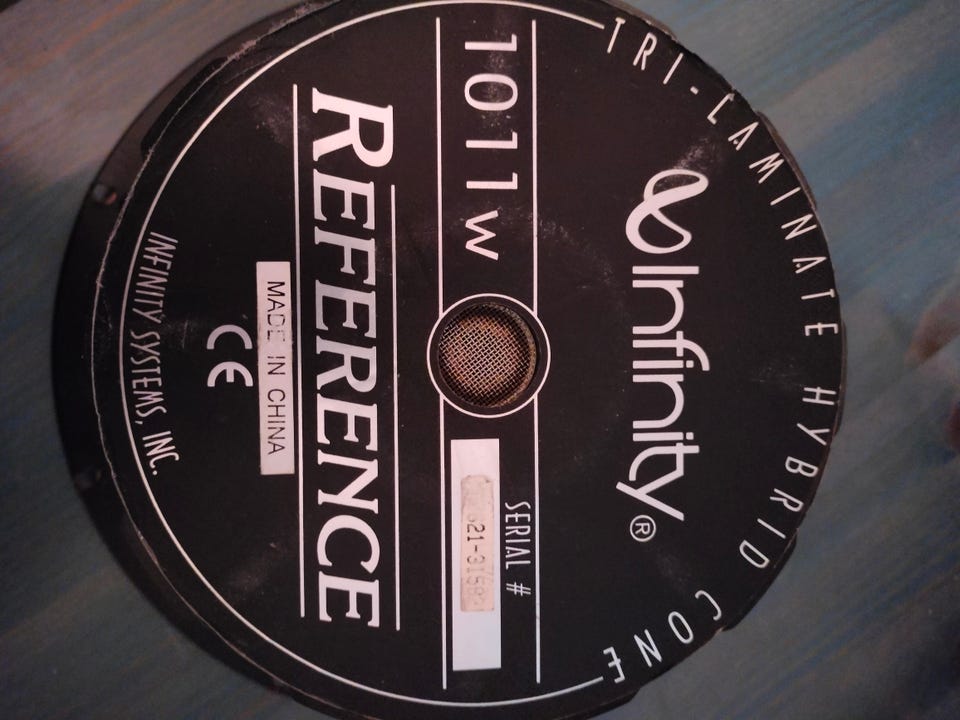 TRI-LAMINATE HYBRID CONE
Infinity®
1011w
SERIAL #
REFERENCE
MADE IN CHINA
CE
INFINITY SYSTEMS, INC.